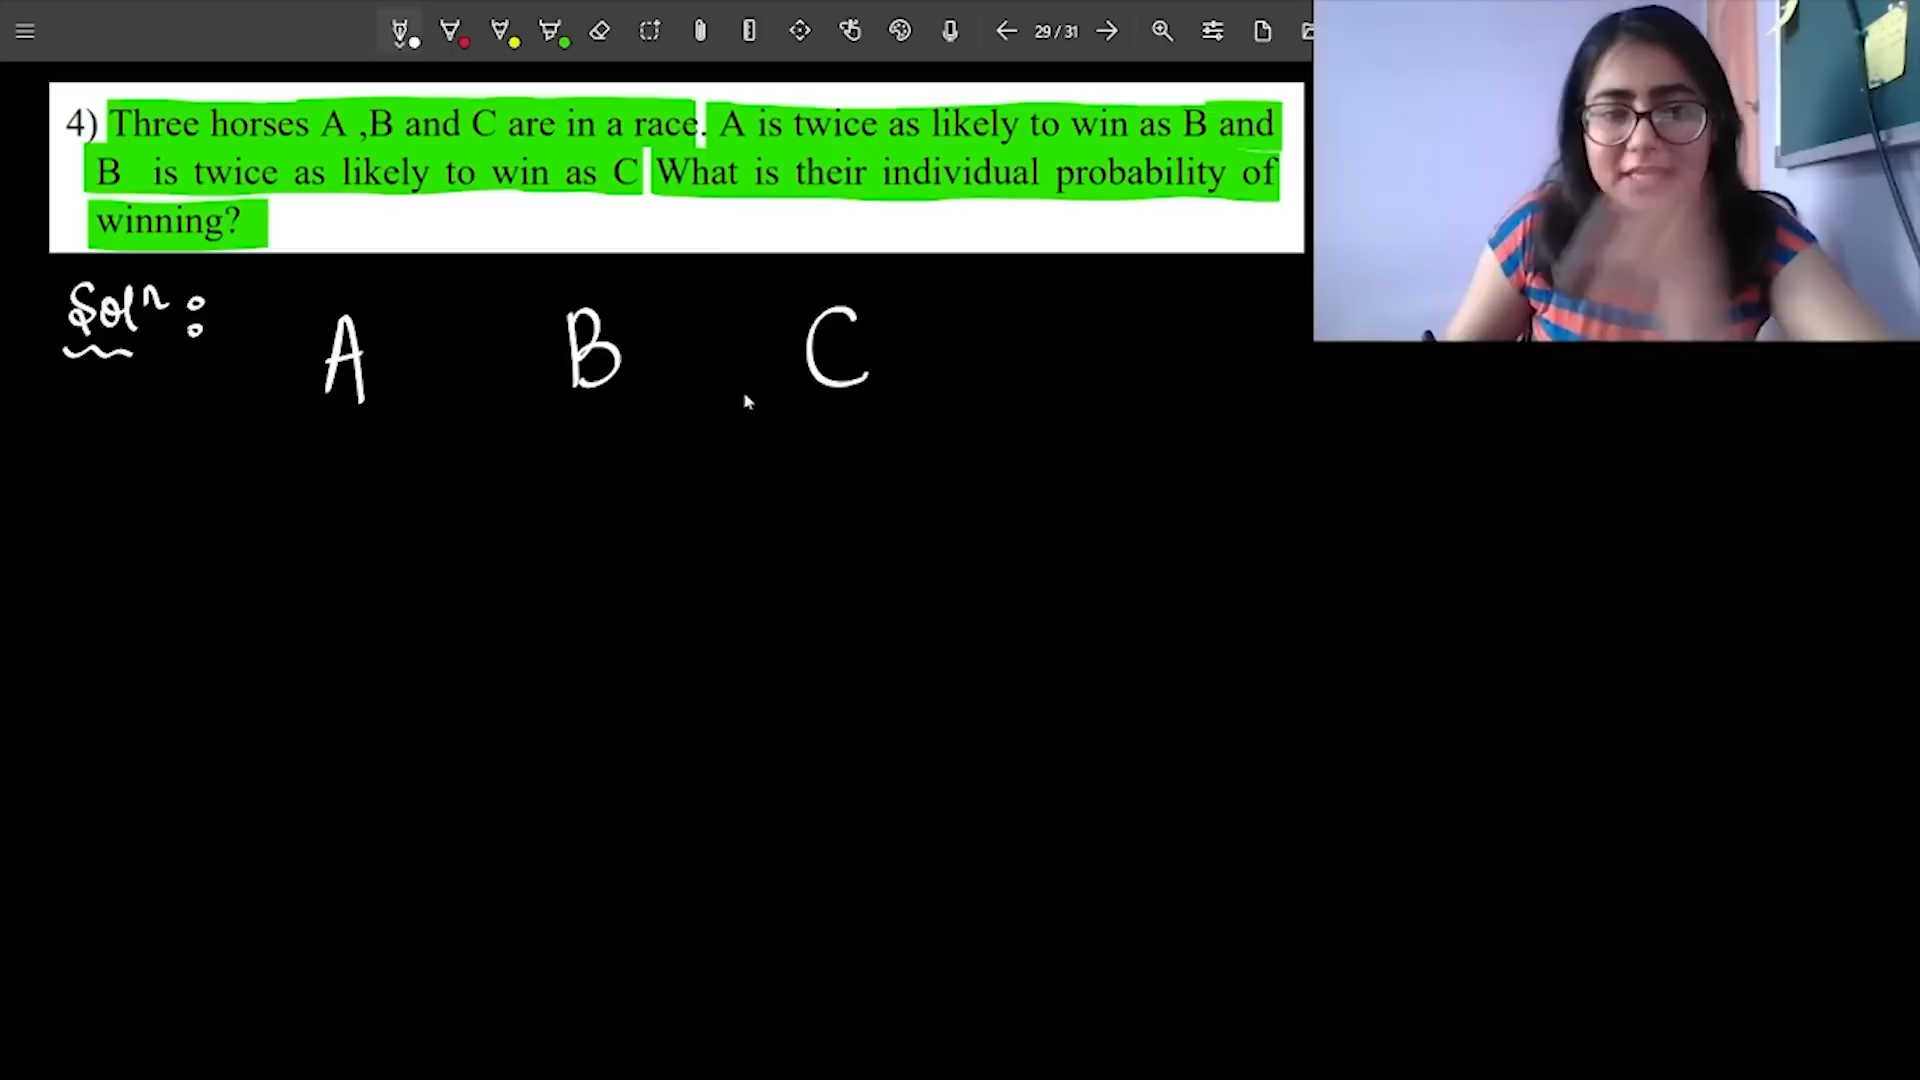 29 / 31
4) Three horses A ,B and C are in a race. A is twice as likely to win as B and
B is twice as likely to win as C What is their individual probability of
winning?
Solⁿ :
A B C